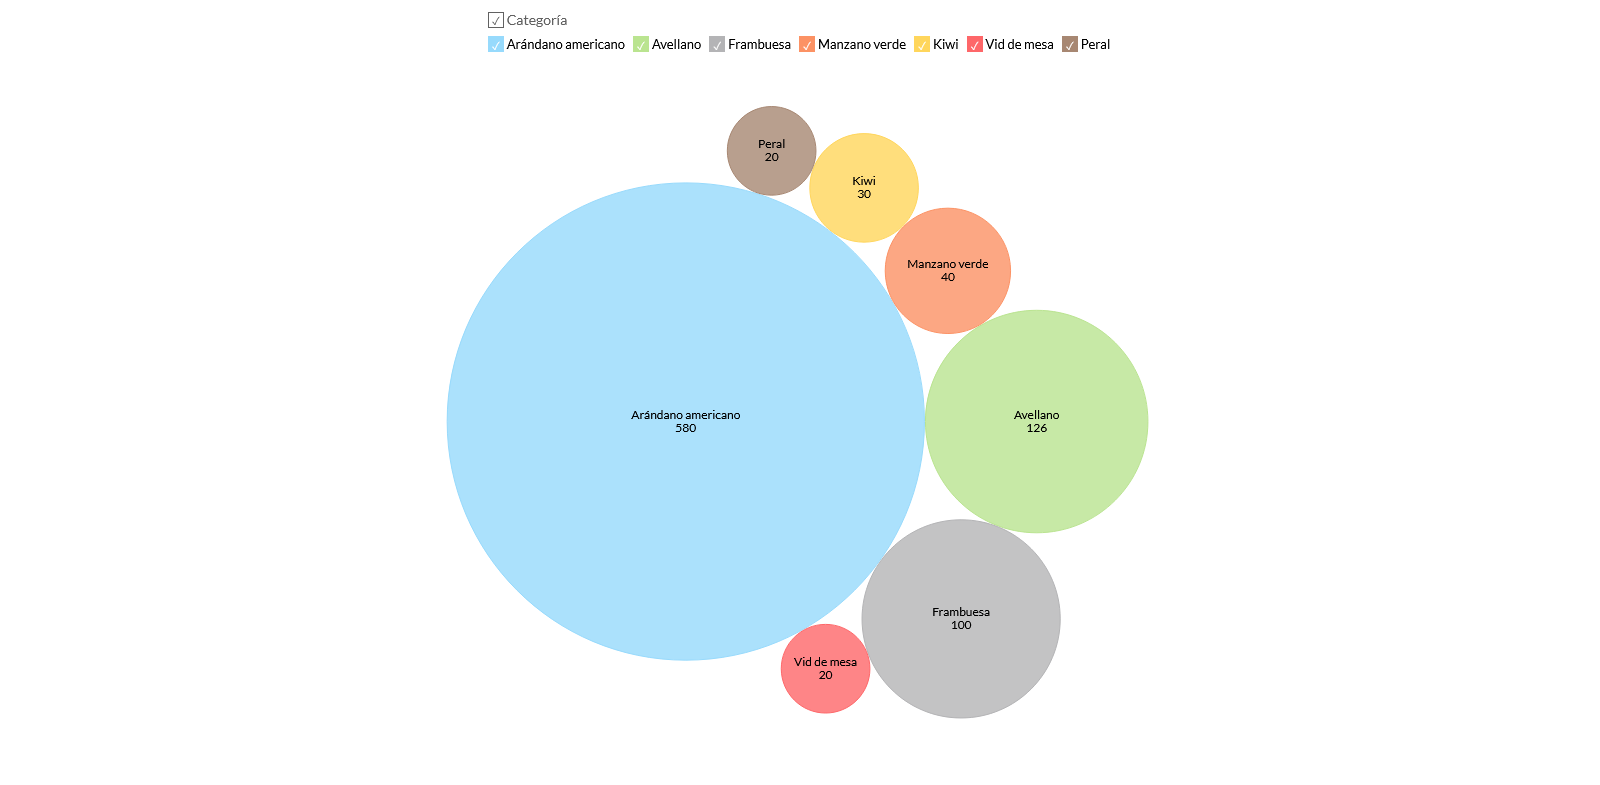 Categoría
Arándano americano Avellano Frambuesa Manzano verde Kiwi Vid de mesa Peral
Peral
20
Kiwi
30
Manzano verde
40
Arándano americano
580
Avellano
126
Frambuesa
100
Vid de mesa
20